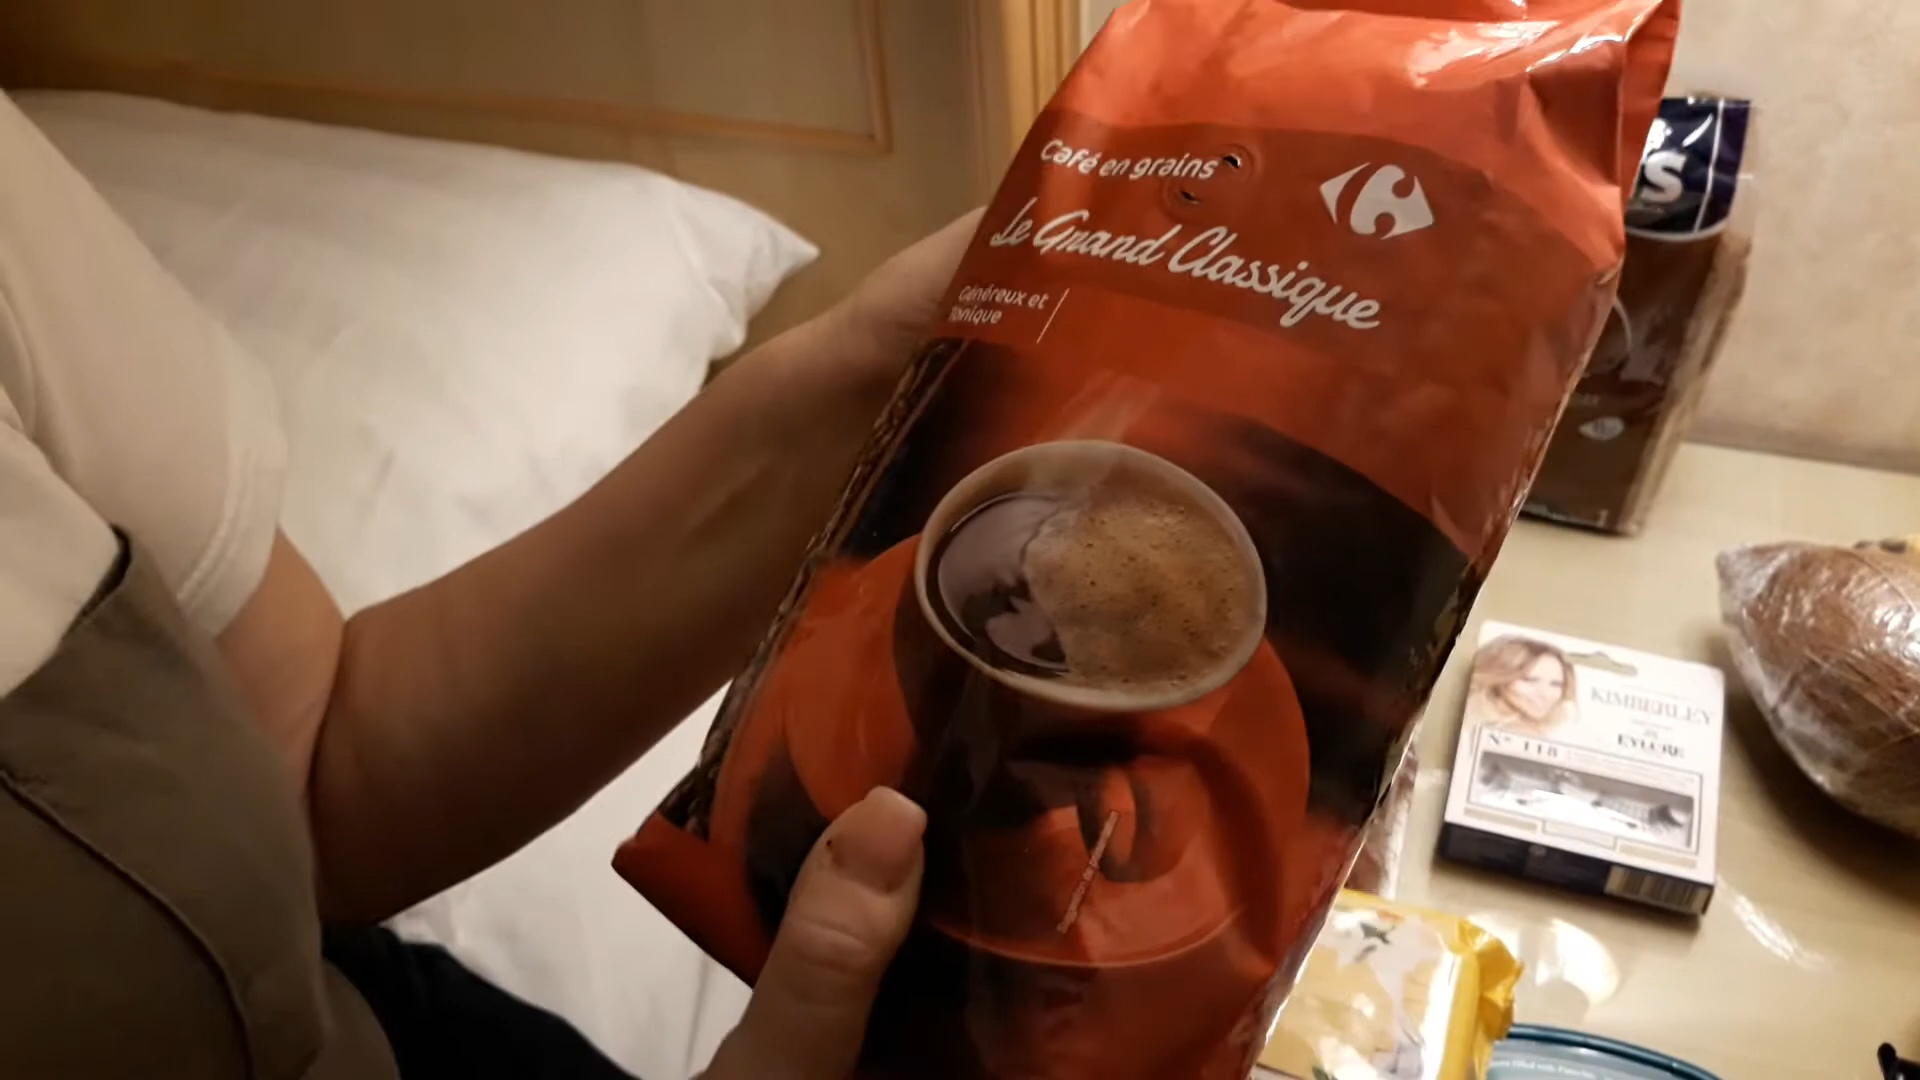 Café en grains
Le Grand Classique
Généreux et
Tonique
S
KIMBERLEY
EYLURE
N° 118